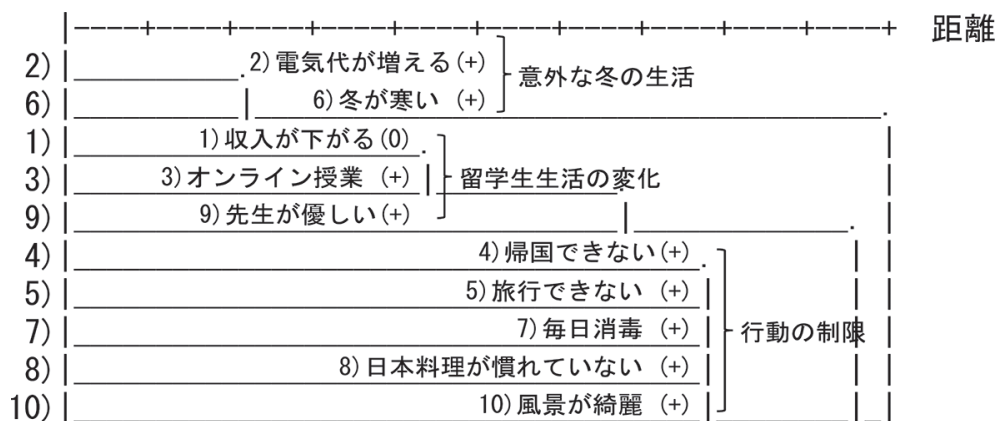 距離
2) 2)電気代が増える(+)
意外な冬の生活
6) 6)冬が寒い (+)
1) 1)収入が下がる(0)
3) 3)オンライン授業 (+)
留学生生活の変化
9) 9)先生が優しい(+)
4) 4)帰国できない(+)
5) 5)旅行できない (+)
7) 7)毎日消毒 (+)
行動の制限
8) 8)日本料理が慣れていない (+)
10) 10)風景が綺麗 (+)